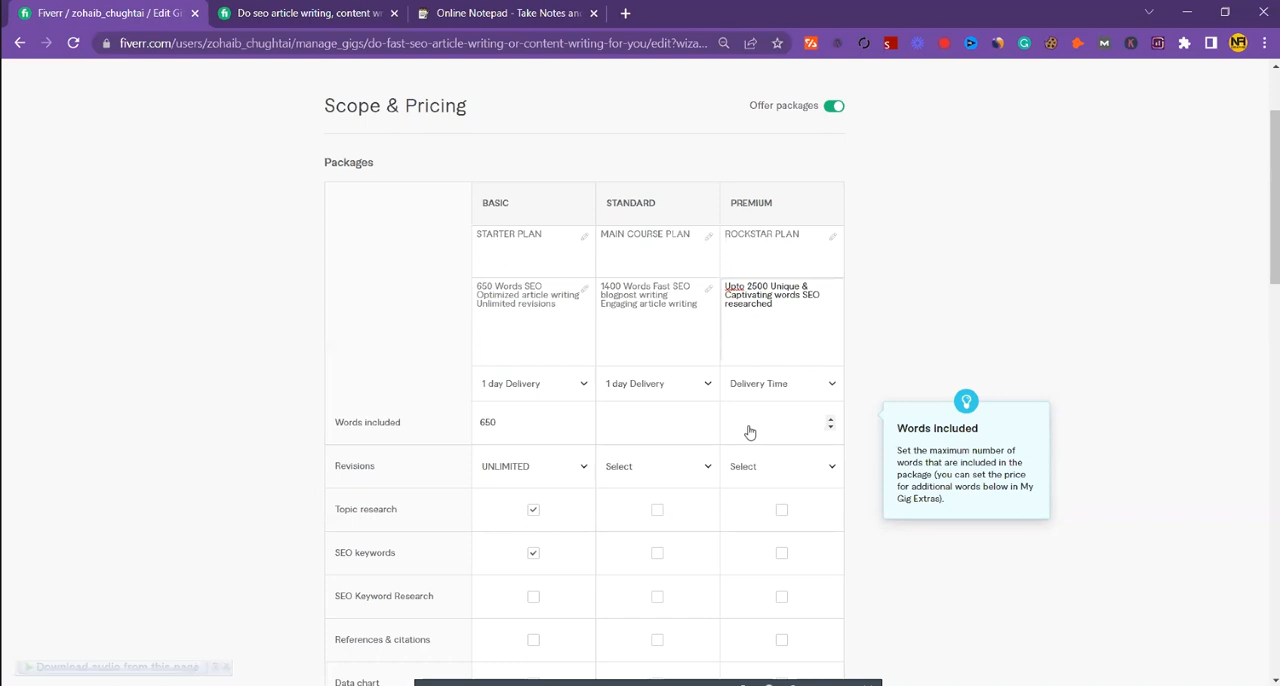 Fiverr / zohaib_chughtai / Edit Gi
Do seo article writing, content wr
Online Notepad - Take Notes an
fiverr.com/users/zohaib_chughtai/manage_gigs/do-fast-seo-article-writing-or-content-writing-for-you/edit?wiza...
Scope & Pricing
Offer packages
Packages
BASIC STANDARD PREMIUM
STARTER PLAN MAIN COURSE PLAN ROCKSTAR PLAN
650 Words SEO
Optimized article writing
Unlimited revisions
1400 Words Fast SEO
blogpost writing
Engaging article writing
Upto 2500 Unique &
Captivating words SEO
researched
1 day Delivery 1 day Delivery Delivery Time
Words included 650
Revisions UNLIMITED Select Select
Topic research
SEO keywords
SEO Keyword Research
References & citations
Data chart
Words included
Set the maximum number of
words that are included in the
package (you can set the price
for additional words below in My
Gig Extras).
Download audio from this page